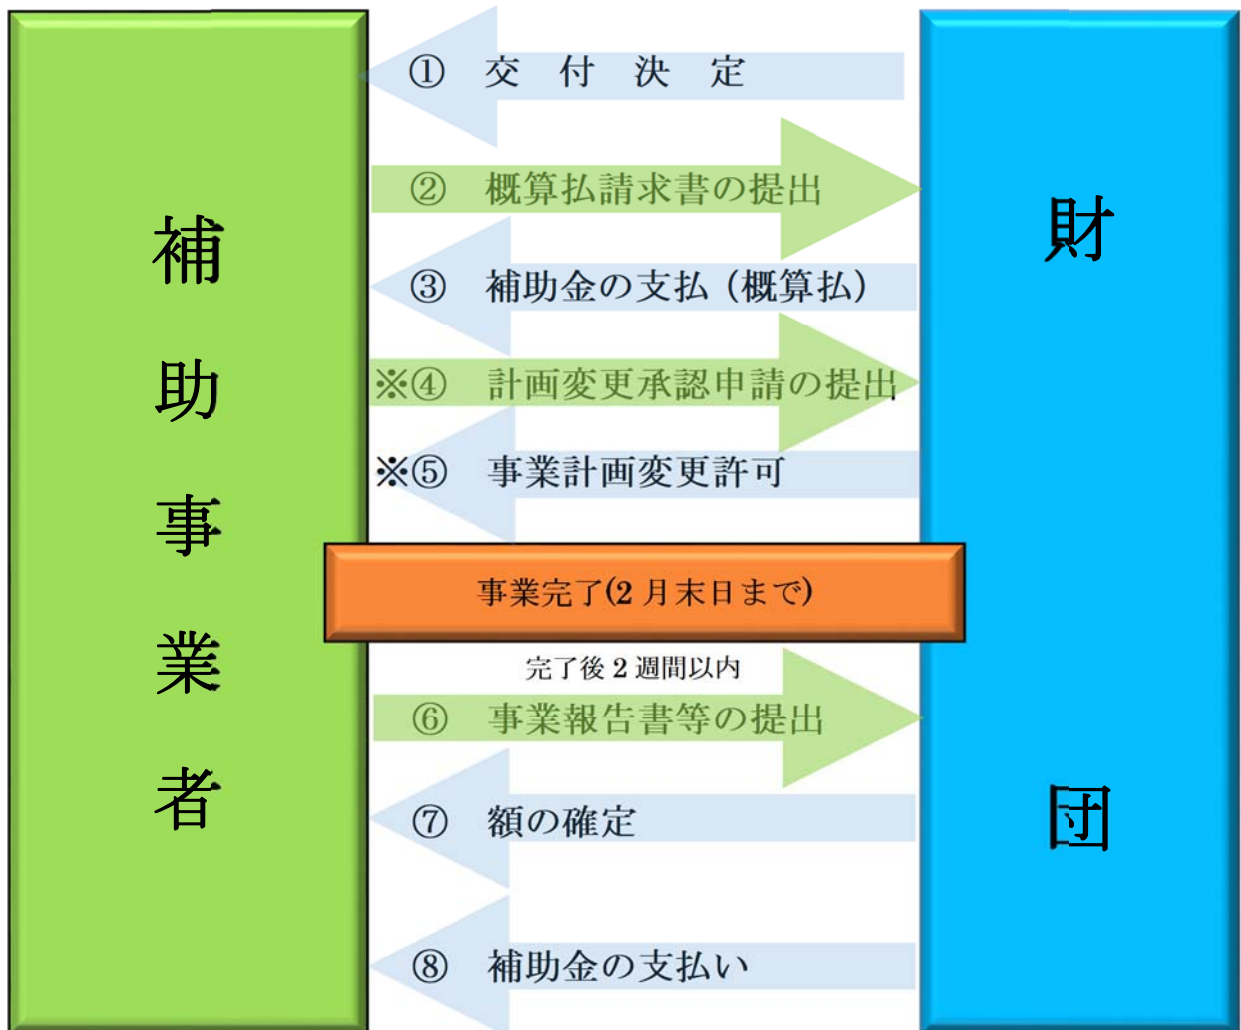 補助事業者
財団
① 交 付 決 定
② 概算払請求書の提出
③ 補助金の支払（概算払）
※④ 計画変更承認申請の提出
※⑤ 事業計画変更許可
事業完了(2月末日まで)
完了後2週間以内
⑥ 事業報告書等の提出
⑦ 額の確定
⑧ 補助金の支払い